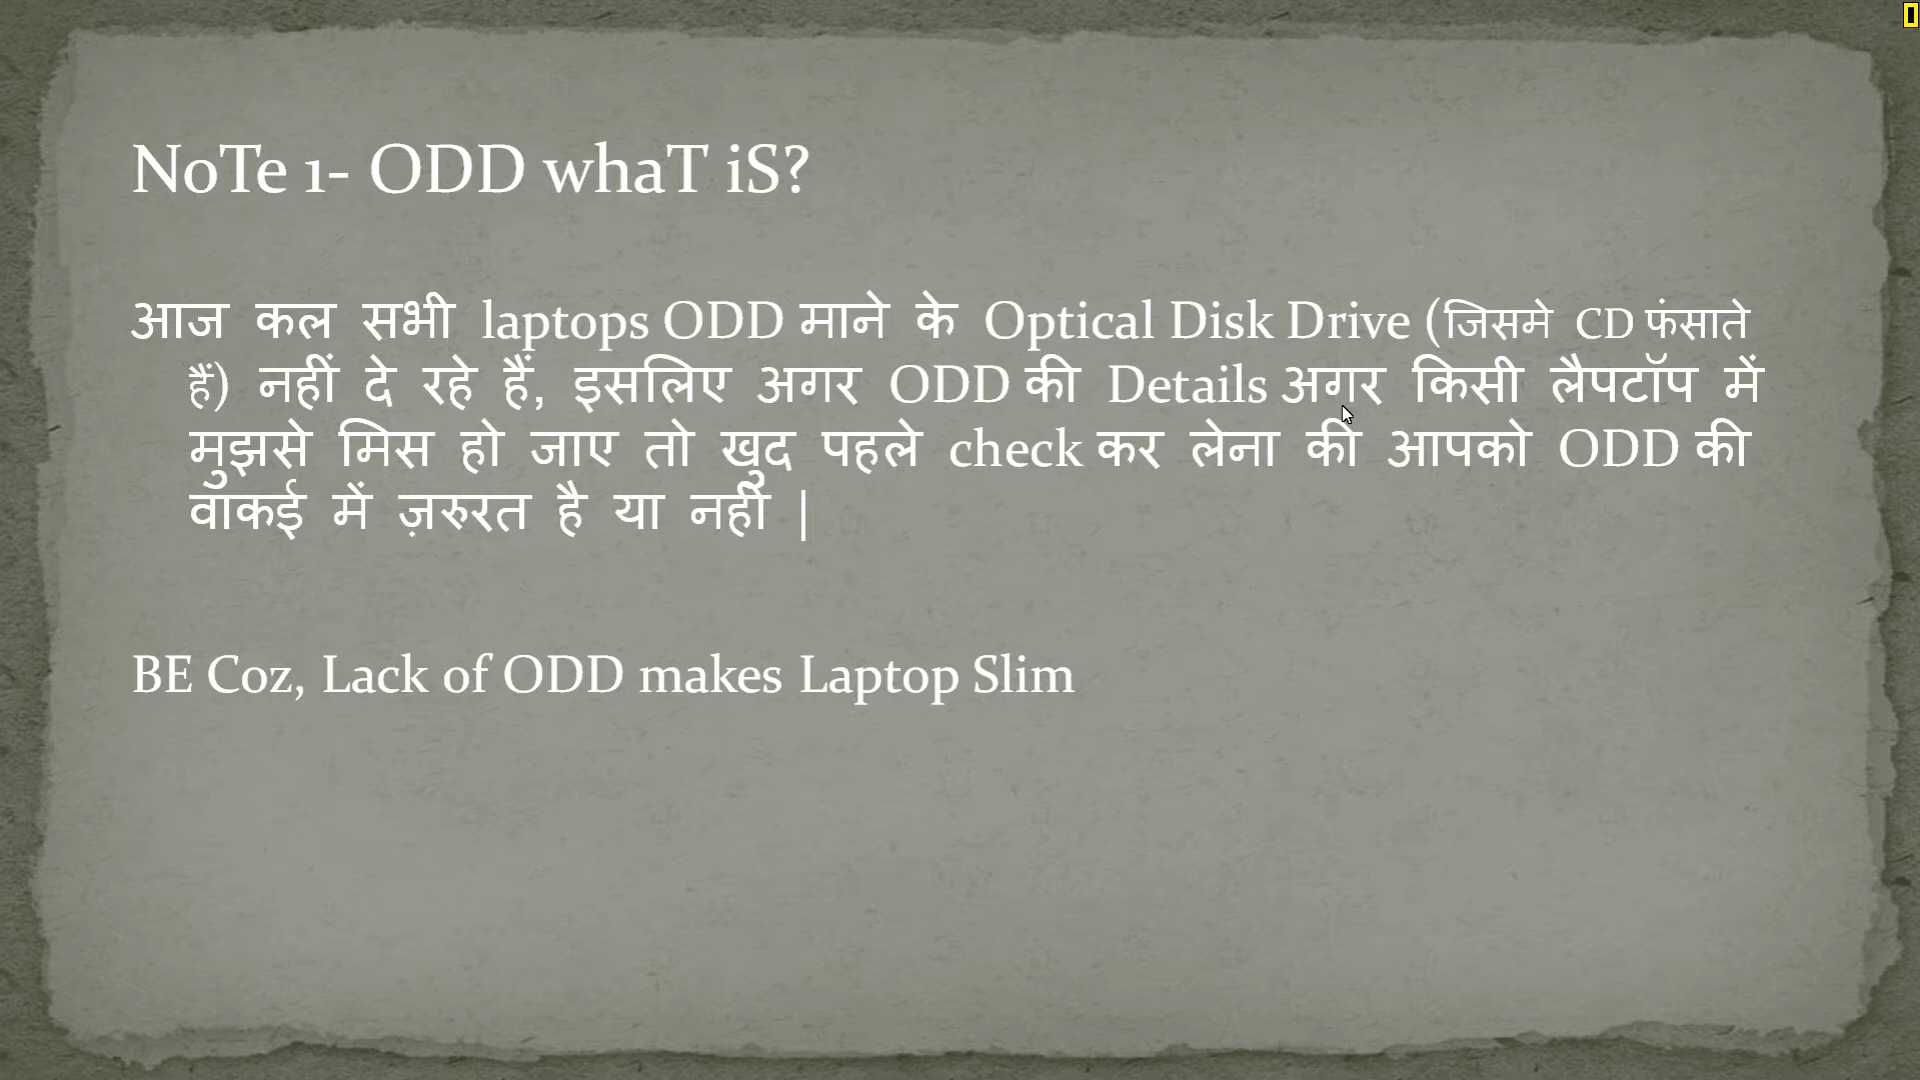 NoTe 1- ODD whaT iS?
आज कल सभी laptops ODD माने के Optical Disk Drive (जिसमे CD फंसाते
हैं) नहीं दे रहे हैं, इसलिए अगर ODD की Details अगर किसी लैपटॉप में
मुझसे मिस हो जाए तो खुद पहले check कर लेना की आपको ODD की
वाकई में ज़रुरत है या नहीं |
BE Coz, Lack of ODD makes Laptop Slim